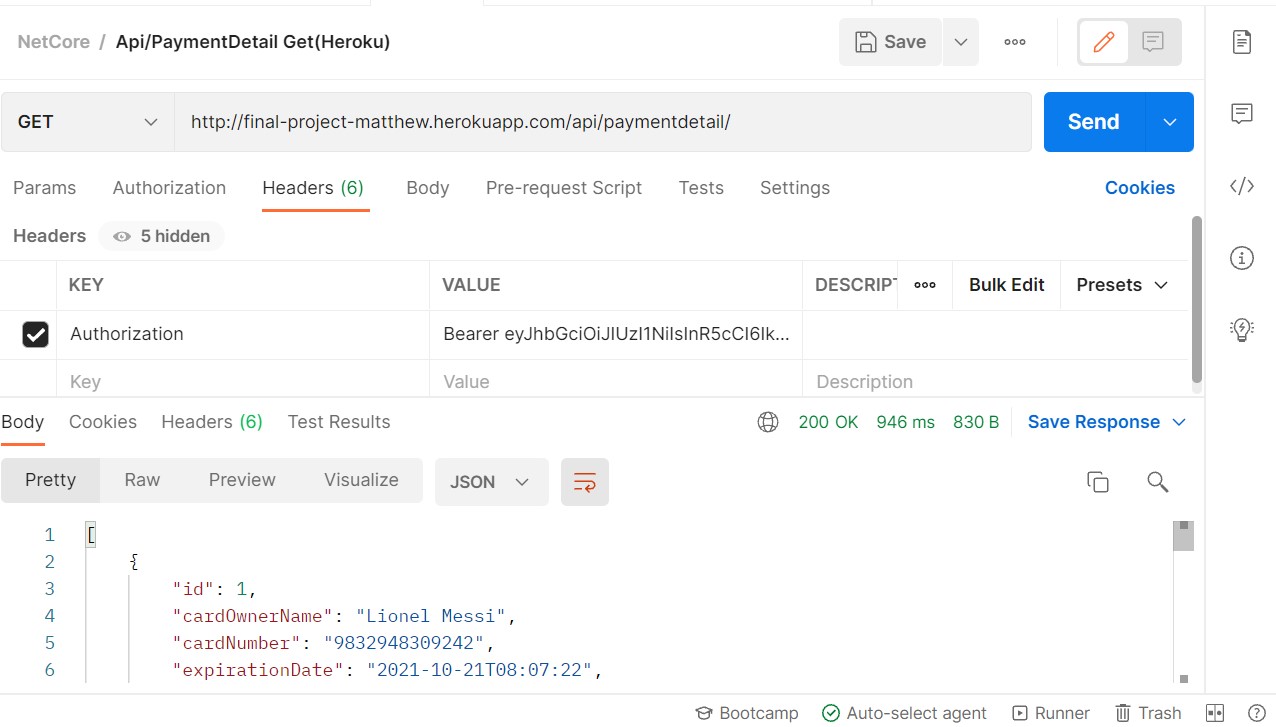 NetCore / Api/PaymentDetail Get(Heroku)
Save
GET http://final-project-matthew.herokuapp.com/api/paymentdetail/ Send
Params Authorization Headers (6) Body Pre-request Script Tests Settings Cookies
Headers 5 hidden
KEY VALUE DESCRIPT Bulk Edit Presets
Authorization Bearer eyJhbGciOiJIUzI1NiIsInR5cCI6Ik...
Key Value Description
Body Cookies Headers (6) Test Results 200 OK 946 ms 830 B Save Response
Pretty Raw Preview Visualize JSON
1 [
2 {
3 "id": 1,
4 "cardOwnerName": "Lionel Messi",
5 "cardNumber": "9832948309242",
6 "expirationDate": "2021-10-21T08:07:22",
Bootcamp Auto-select agent Runner Trash